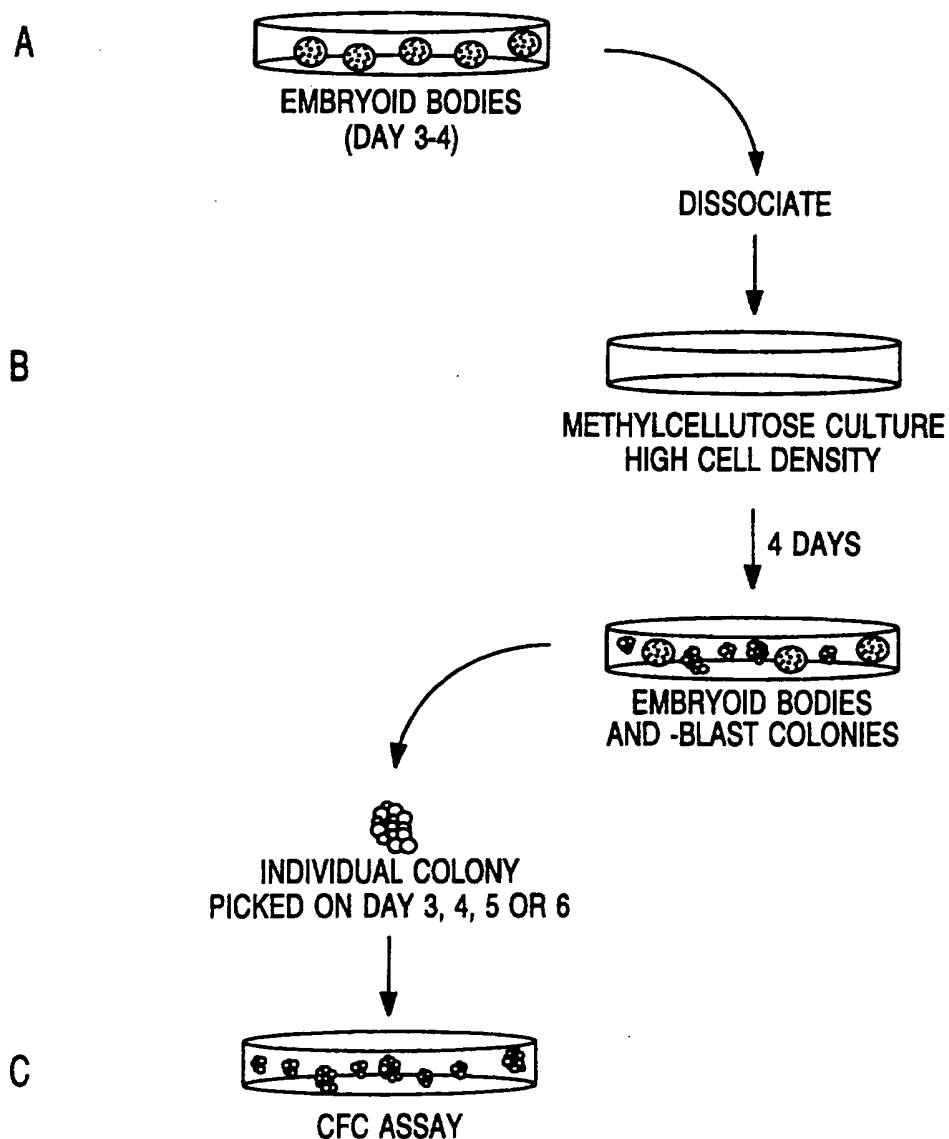 A
EMBRYOID BODIES
(DAY 3-4)
DISSOCIATE
B
METHYLCELLUTOSE CULTURE
HIGH CELL DENSITY
4 DAYS
EMBRYOID BODIES
AND -BLAST COLONIES
INDIVIDUAL COLONY
PICKED ON DAY 3, 4, 5 OR 6
C
CFC ASSAY